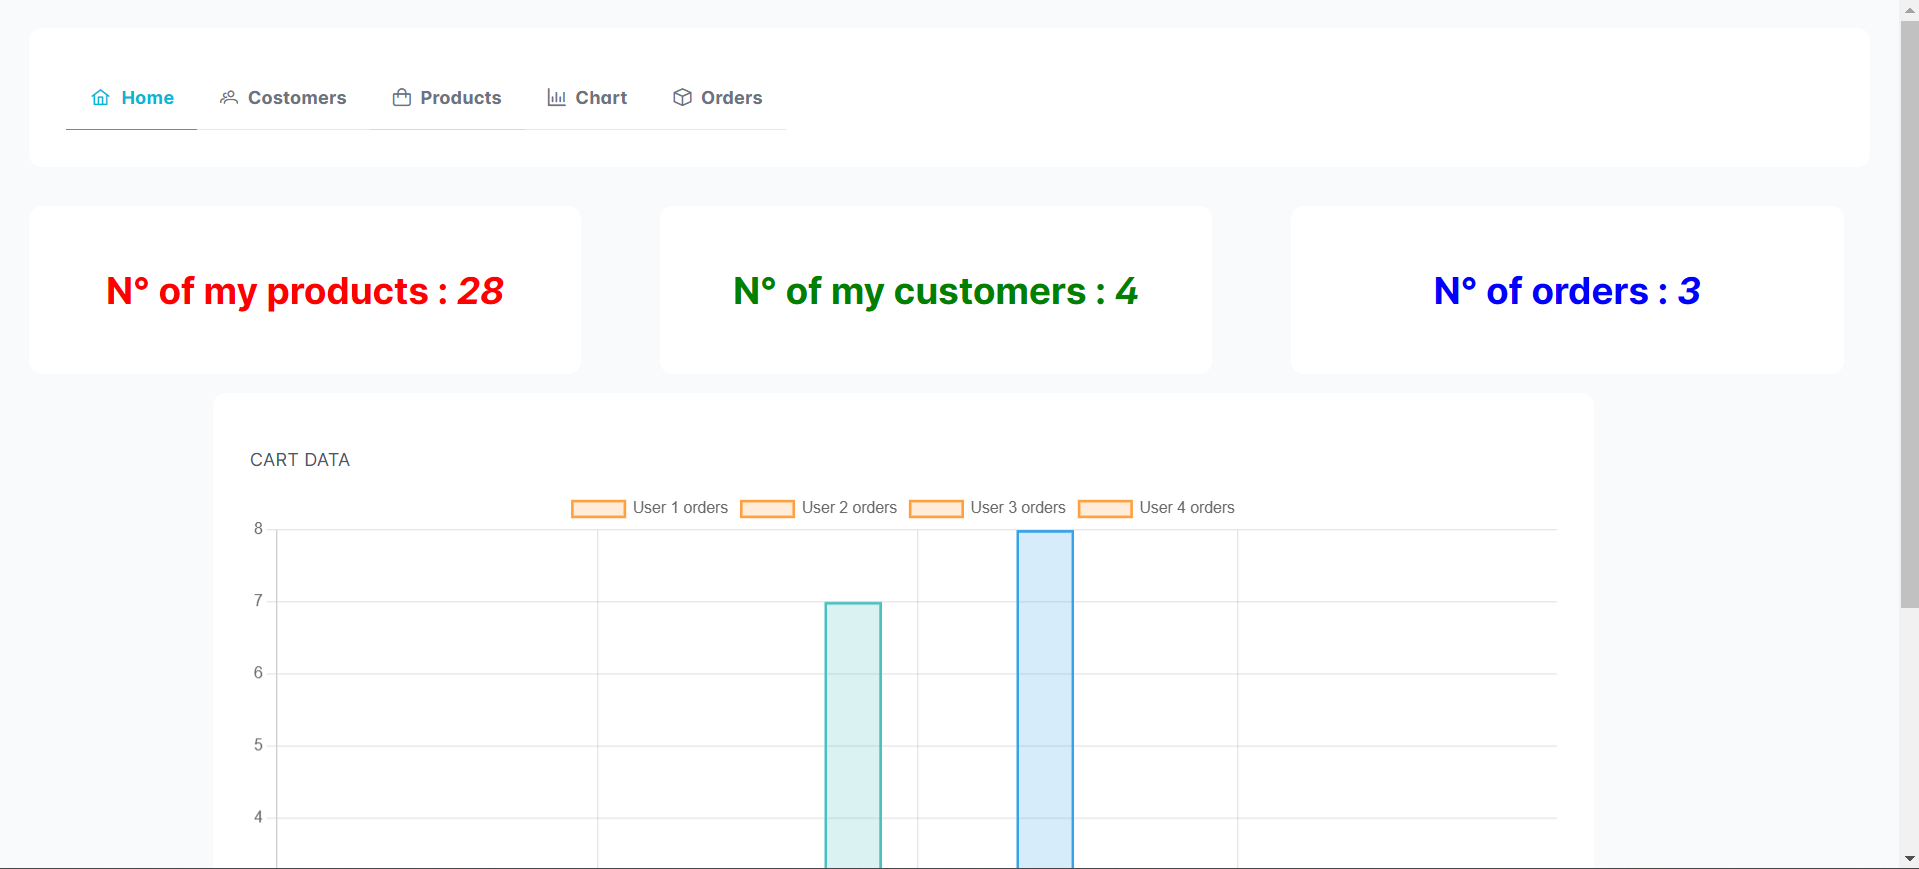 Home Costomers Products Chart Orders
N° of my products : 28
N° of my customers : 4
N° of orders : 3
CART DATA
User 1 orders User 2 orders User 3 orders User 4 orders
8
7
6
5
4